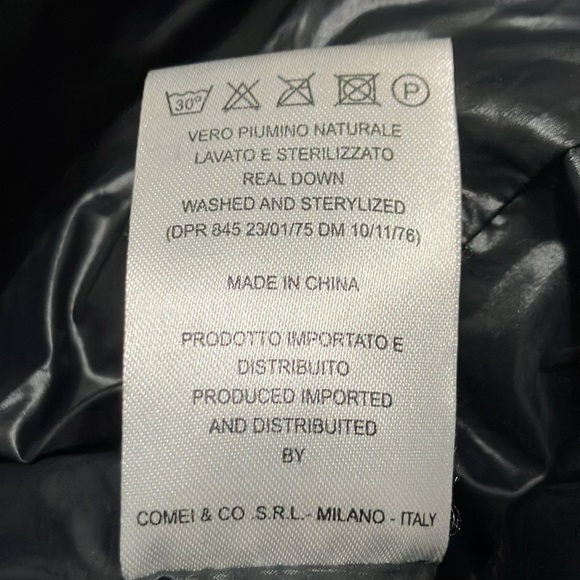 30° P
VERO PIUMINO NATURALE
LAVATO E STERILIZZATO
REAL DOWN
WASHED AND STERYLIZED
(DPR 845 23/01/75 DM 10/11/76)
MADE IN CHINA
PRODOTTO IMPORTATO E
DISTRIBUITO
PRODUCED IMPORTED
AND DISTRIBUTED
BY
COMEI & CO .S.R.L.- MILANO - ITALY